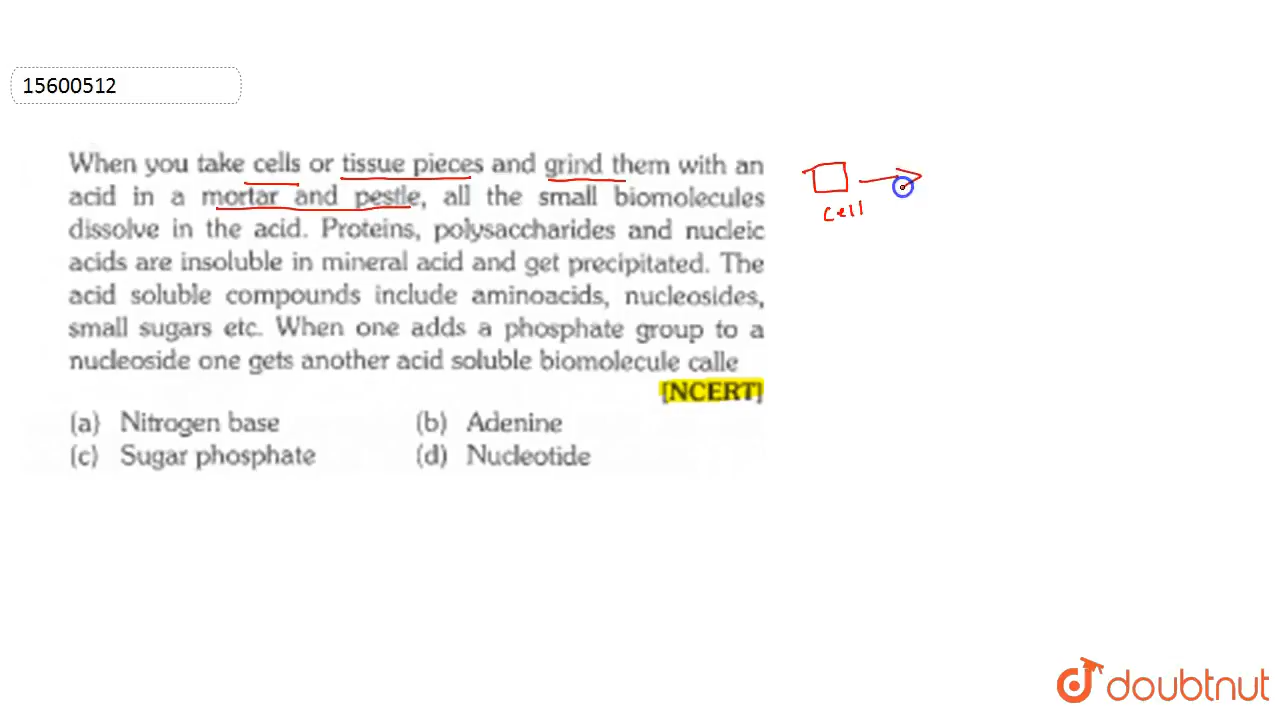 15600512
When you take cells or tissue pieces and grind them with an
acid in a mortar and pestle, all the small biomolecules
dissolve in the acid. Proteins, polysaccharides and nucleic
acids are insoluble in mineral acid and get precipitated. The
acid soluble compounds include aminoacids, nucleosides,
small sugars etc. When one adds a phosphate group to a
nucleoside one gets another acid soluble biomolecule calle
[NCERT]
(a) Nitrogen base (b) Adenine
(c) Sugar phosphate (d) Nucleotide
cell
doubtnut